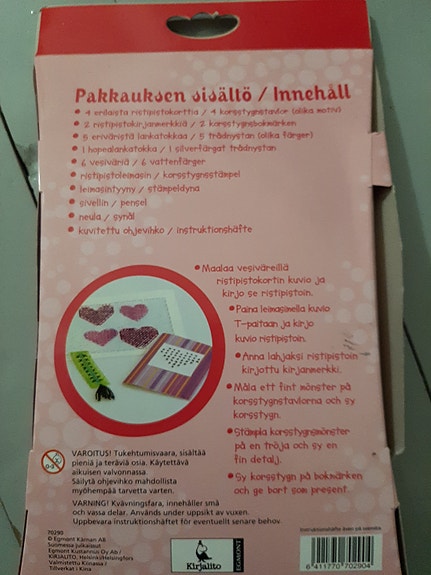 Pakkauksen sisältö / Innehåll
• 4 erilaista ristipistokorttia / 4 korsstygnstavlor (olika motiv)
• 2 ristipistokirjanmerkkiä / 2 korsstygnsbokmärken
• 5 eriväristä lankatokkaa / 5 trådnystan (olika färger)
• 1 hopealankatokka / 1 silverfärgat trådnystan
• 6 vesiväriä / 6 vattenfärger
• ristipistoleimasin / korsstygnsstämpel
• leimasintyyny / stämpeldyna
• sivellin / pensel
• neula / synål
• kuvitettu ohjevihko / instruktionshäfte
• Maalaa vesiväreillä
ristipistokortin kuvio ja
kirjo se ristipistoin.
• Paina leimasimella kuvio
T-paitaan ja kirjo
kuvio ristipistoin.
• Anna lahjaksi ristipistoin
kirjottu kirjanmerkki.
• Måla ett fint mönster på
korsstygnstavlorna och sy
korsstygn.
• Stämpla korsstygnsmönster
på en tröja och sy en
fin detalj.
• Sy korsstygn på bokmärken
och ge bort som present.
0-3
VAROITUS! Tukehtumisvaara, sisältää
pieniä ja teräviä osia. Käytettävä
aikuisen valvonnassa.
Säilytä ohjevihko mahdollista
myöhempää tarvetta varten.
VARNING! Kvävningsfara, innehåller små
och vassa delar. Används under uppsikt av vuxen.
Uppbevara instruktionshäftet för eventuellt senare behov.
70290
© Egmont Kärnan AB
Suomessa julkaissut
Egmont Kustannus Oy Ab /
KIRJALITO, Helsinki/Helsingfors
Valmistettu Kiinassa /
Tillverkat i Kina
Kirjalito
EGMONT
6 411770 702904